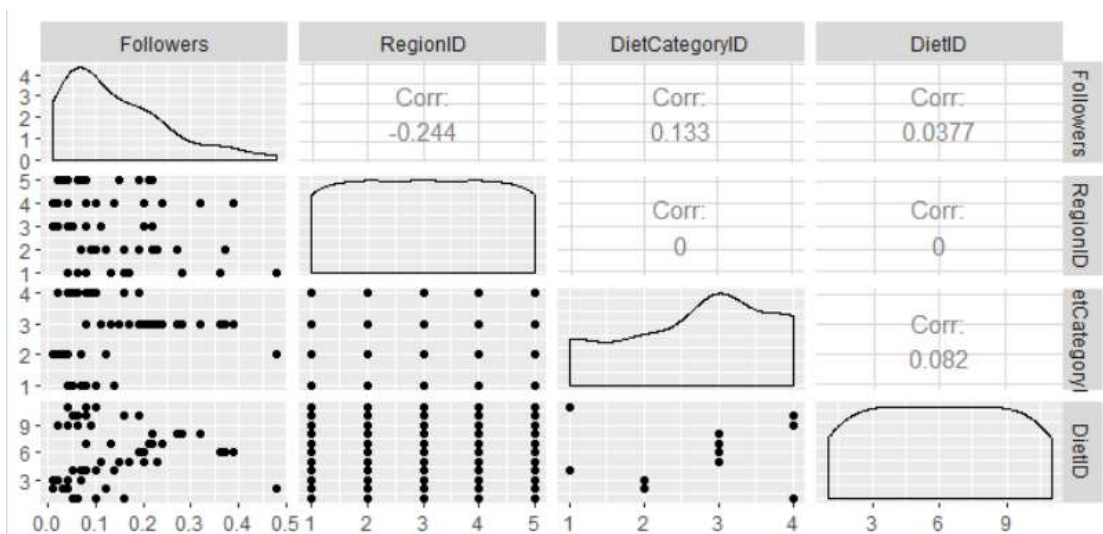 Followers RegionID DietCategoryID DietID
4
3
2
1
0
Corr:
-0.244
Corr:
0.133
Corr:
0.0377
Followers
5
4
3
2
1
Corr:
0
Corr:
0
RegionID
4
3
2
1
Corr:
0.082
etCategoryI
9
6
3
DietID
0.0 0.1 0.2 0.3 0.4 0.5 1 2 3 4 5 1 2 3 4 3 6 9